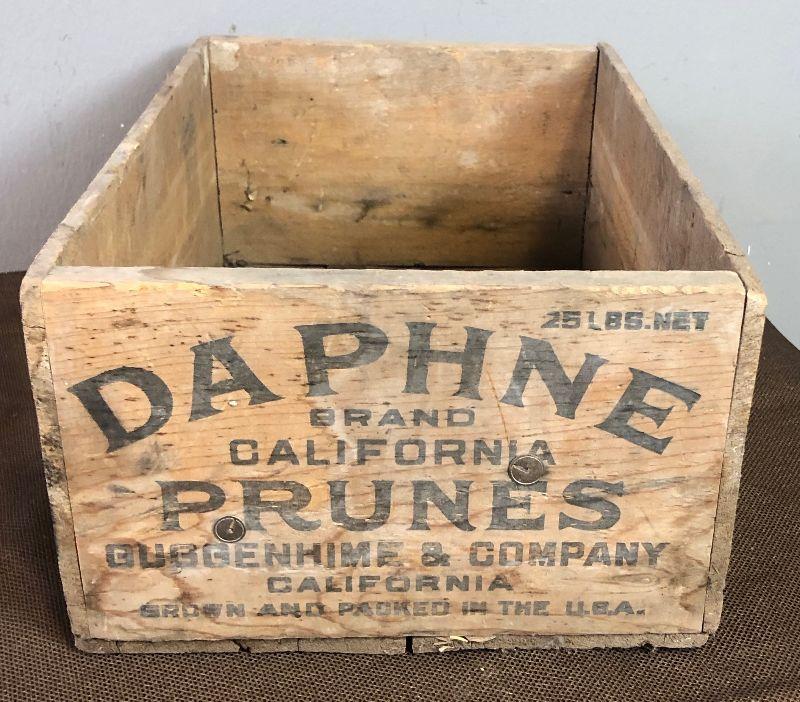 25 LBS. NET
DAPHNE
BRAND
CALIFORNIA
PRUNES
GUGGENHIME & COMPANY
CALIFORNIA
GROWN AND PACKED IN THE U.S.A.